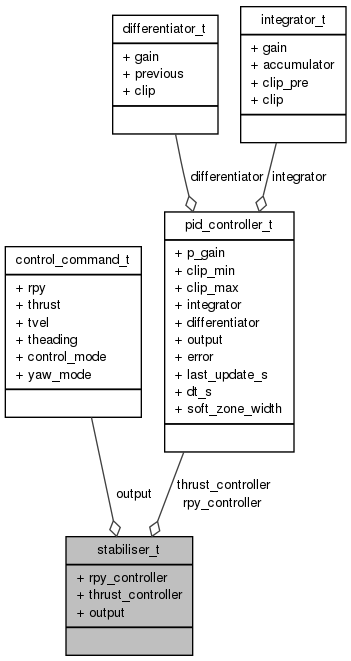 differentiator_t
+ gain
+ previous
+ clip
integrator_t
+ gain
+ accumulator
+ clip_pre
+ clip
differentiator
integrator
pid_controller_t
+ p_gain
+ clip_min
+ clip_max
+ integrator
+ differentiator
+ output
+ error
+ last_update_s
+ dt_s
+ soft_zone_width
control_command_t
+ rpy
+ thrust
+ tvel
+ theading
+ control_mode
+ yaw_mode
output
thrust_controller
rpy_controller
stabiliser_t
+ rpy_controller
+ thrust_controller
+ output